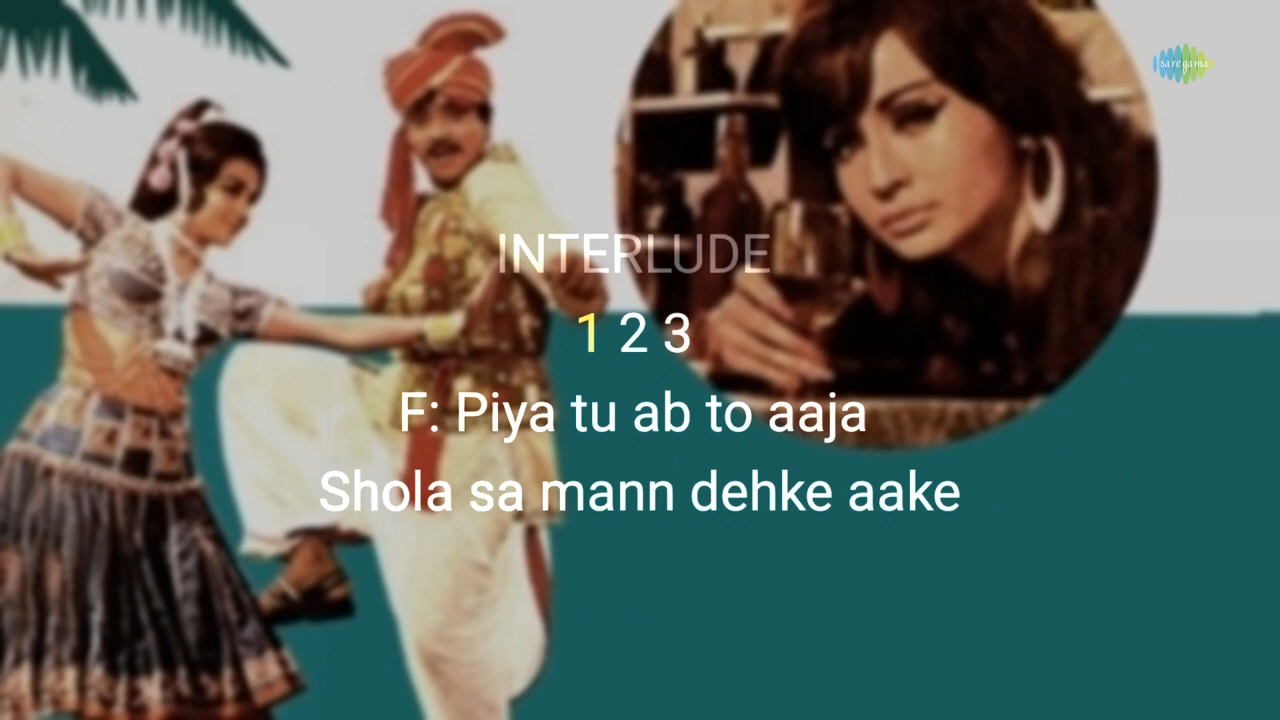 saregama
INTERLUDE
1 2 3
F: Piya tu ab to aaja
Shola sa mann dehke aake